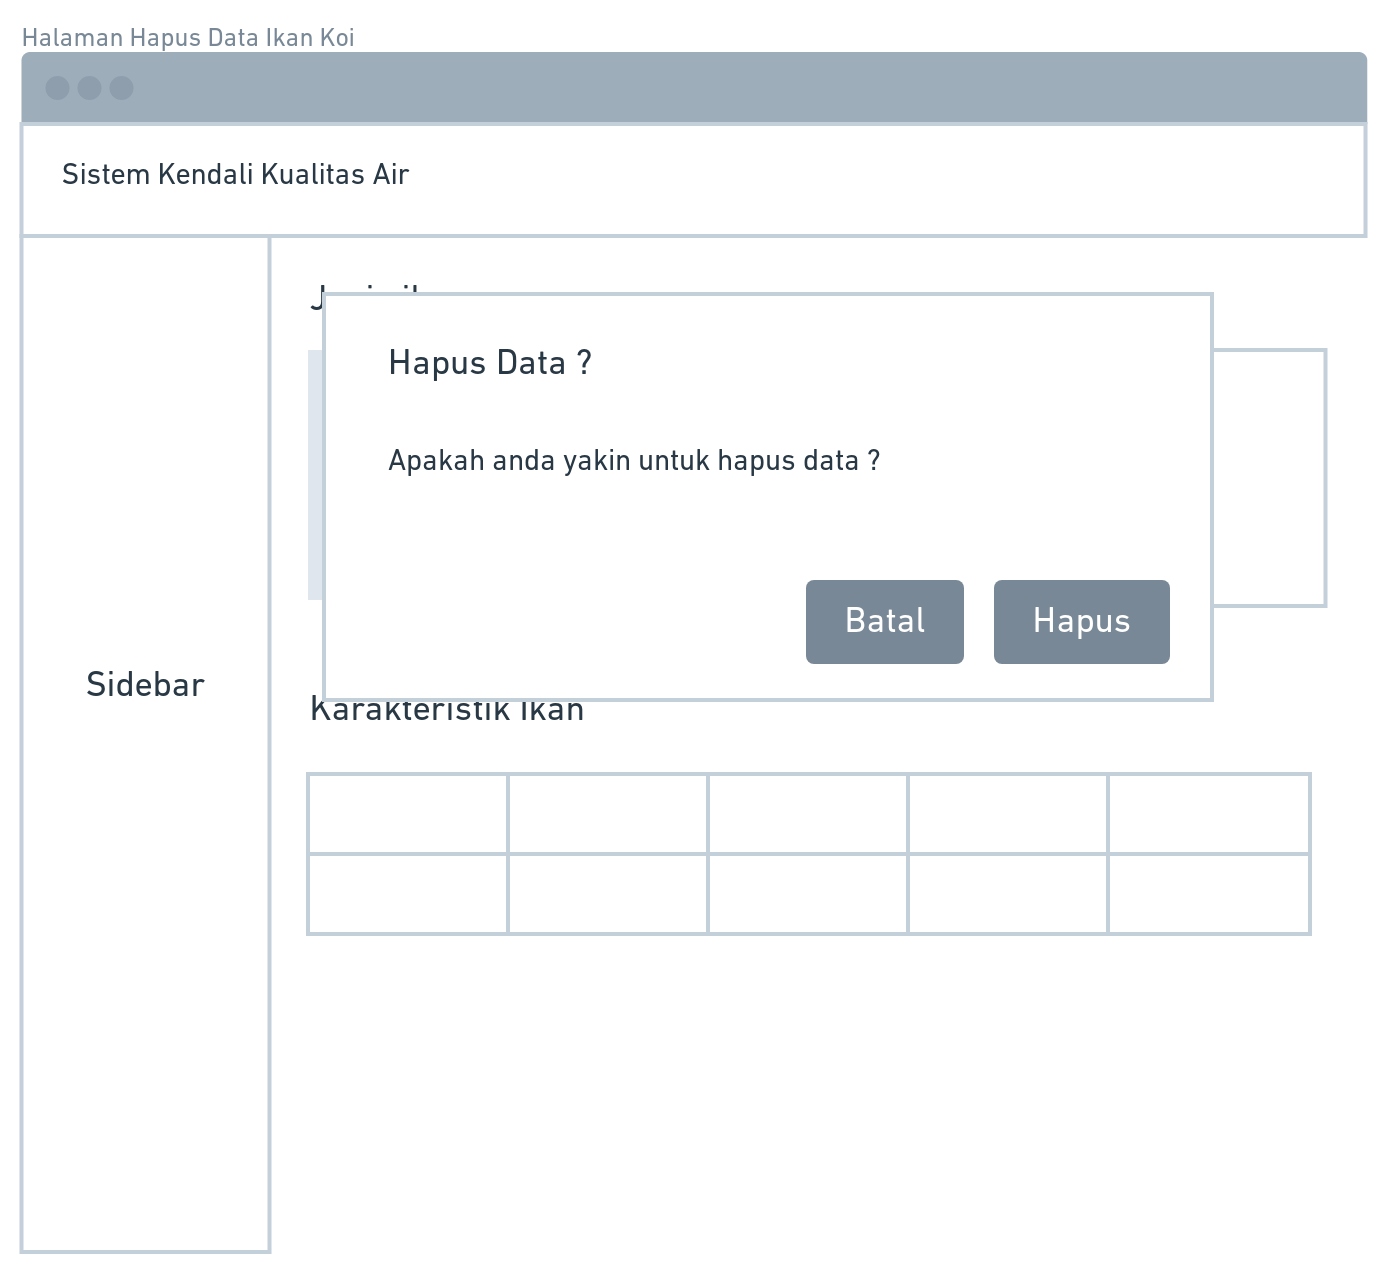 Halaman Hapus Data Ikan Koi
Sistem Kendali Kualitas Air
Hapus Data ?
Apakah anda yakin untuk hapus data ?
Batal
Hapus
Sidebar
Karakteristik Ikan